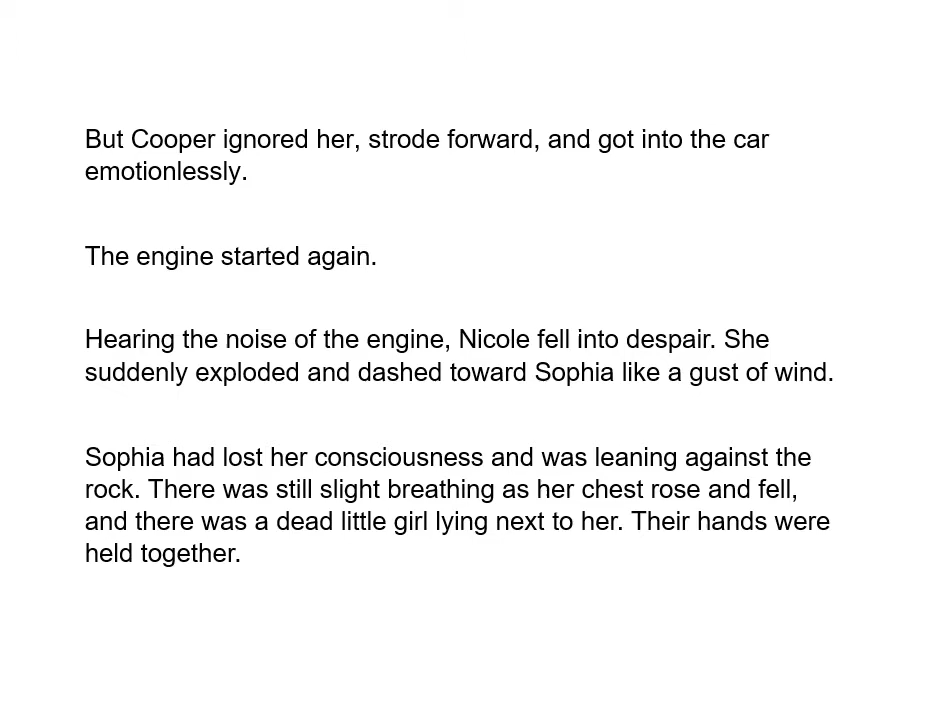 But Cooper ignored her, strode forward, and got into the car
emotionlessly.
The engine started again.
Hearing the noise of the engine, Nicole fell into despair. She
suddenly exploded and dashed toward Sophia like a gust of wind.
Sophia had lost her consciousness and was leaning against the
rock. There was still slight breathing as her chest rose and fell,
and there was a dead little girl lying next to her. Their hands were
held together.